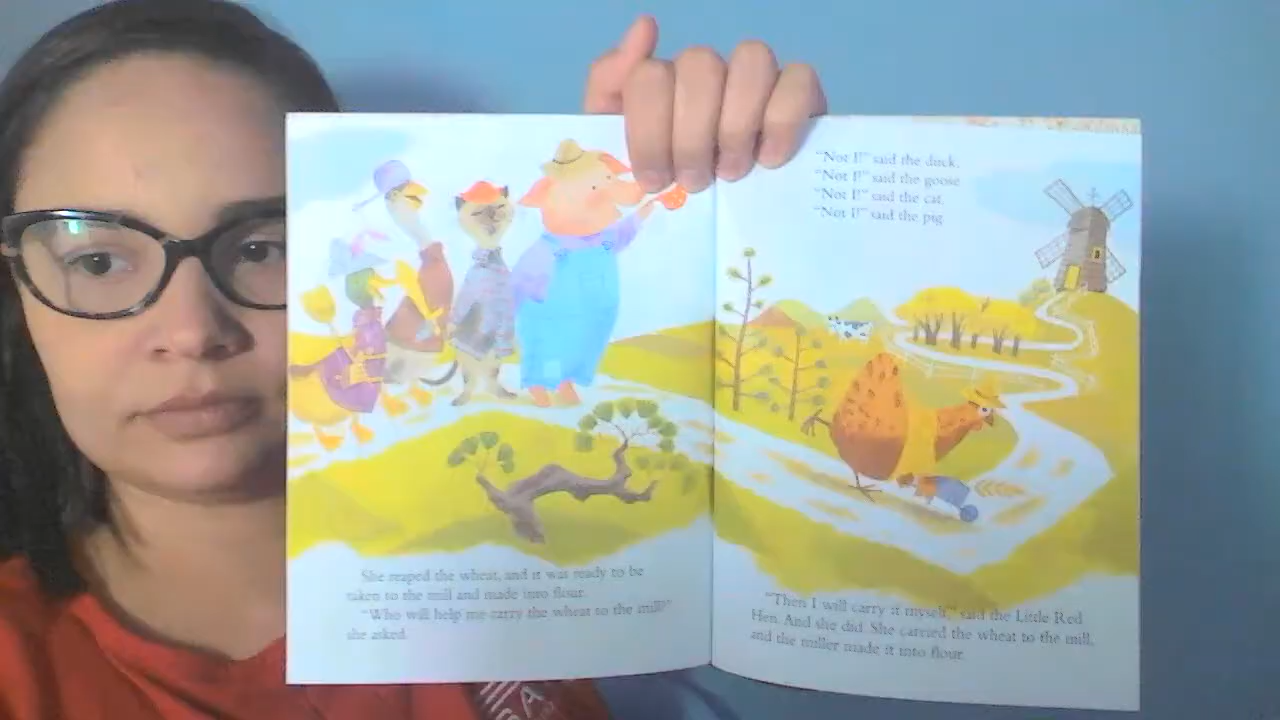 She reaped the wheat, and it was ready to be
taken to the mill and made into flour.
"Who will help me carry the wheat to the mill?"
she asked.
"Not I!" said the duck.
"Not I!" said the goose.
"Not I!" said the cat.
"Not I!" said the pig.
"Then I will carry it myself," said the Little Red
Hen. And she did. She carried the wheat to the mill,
and the miller made it into flour.